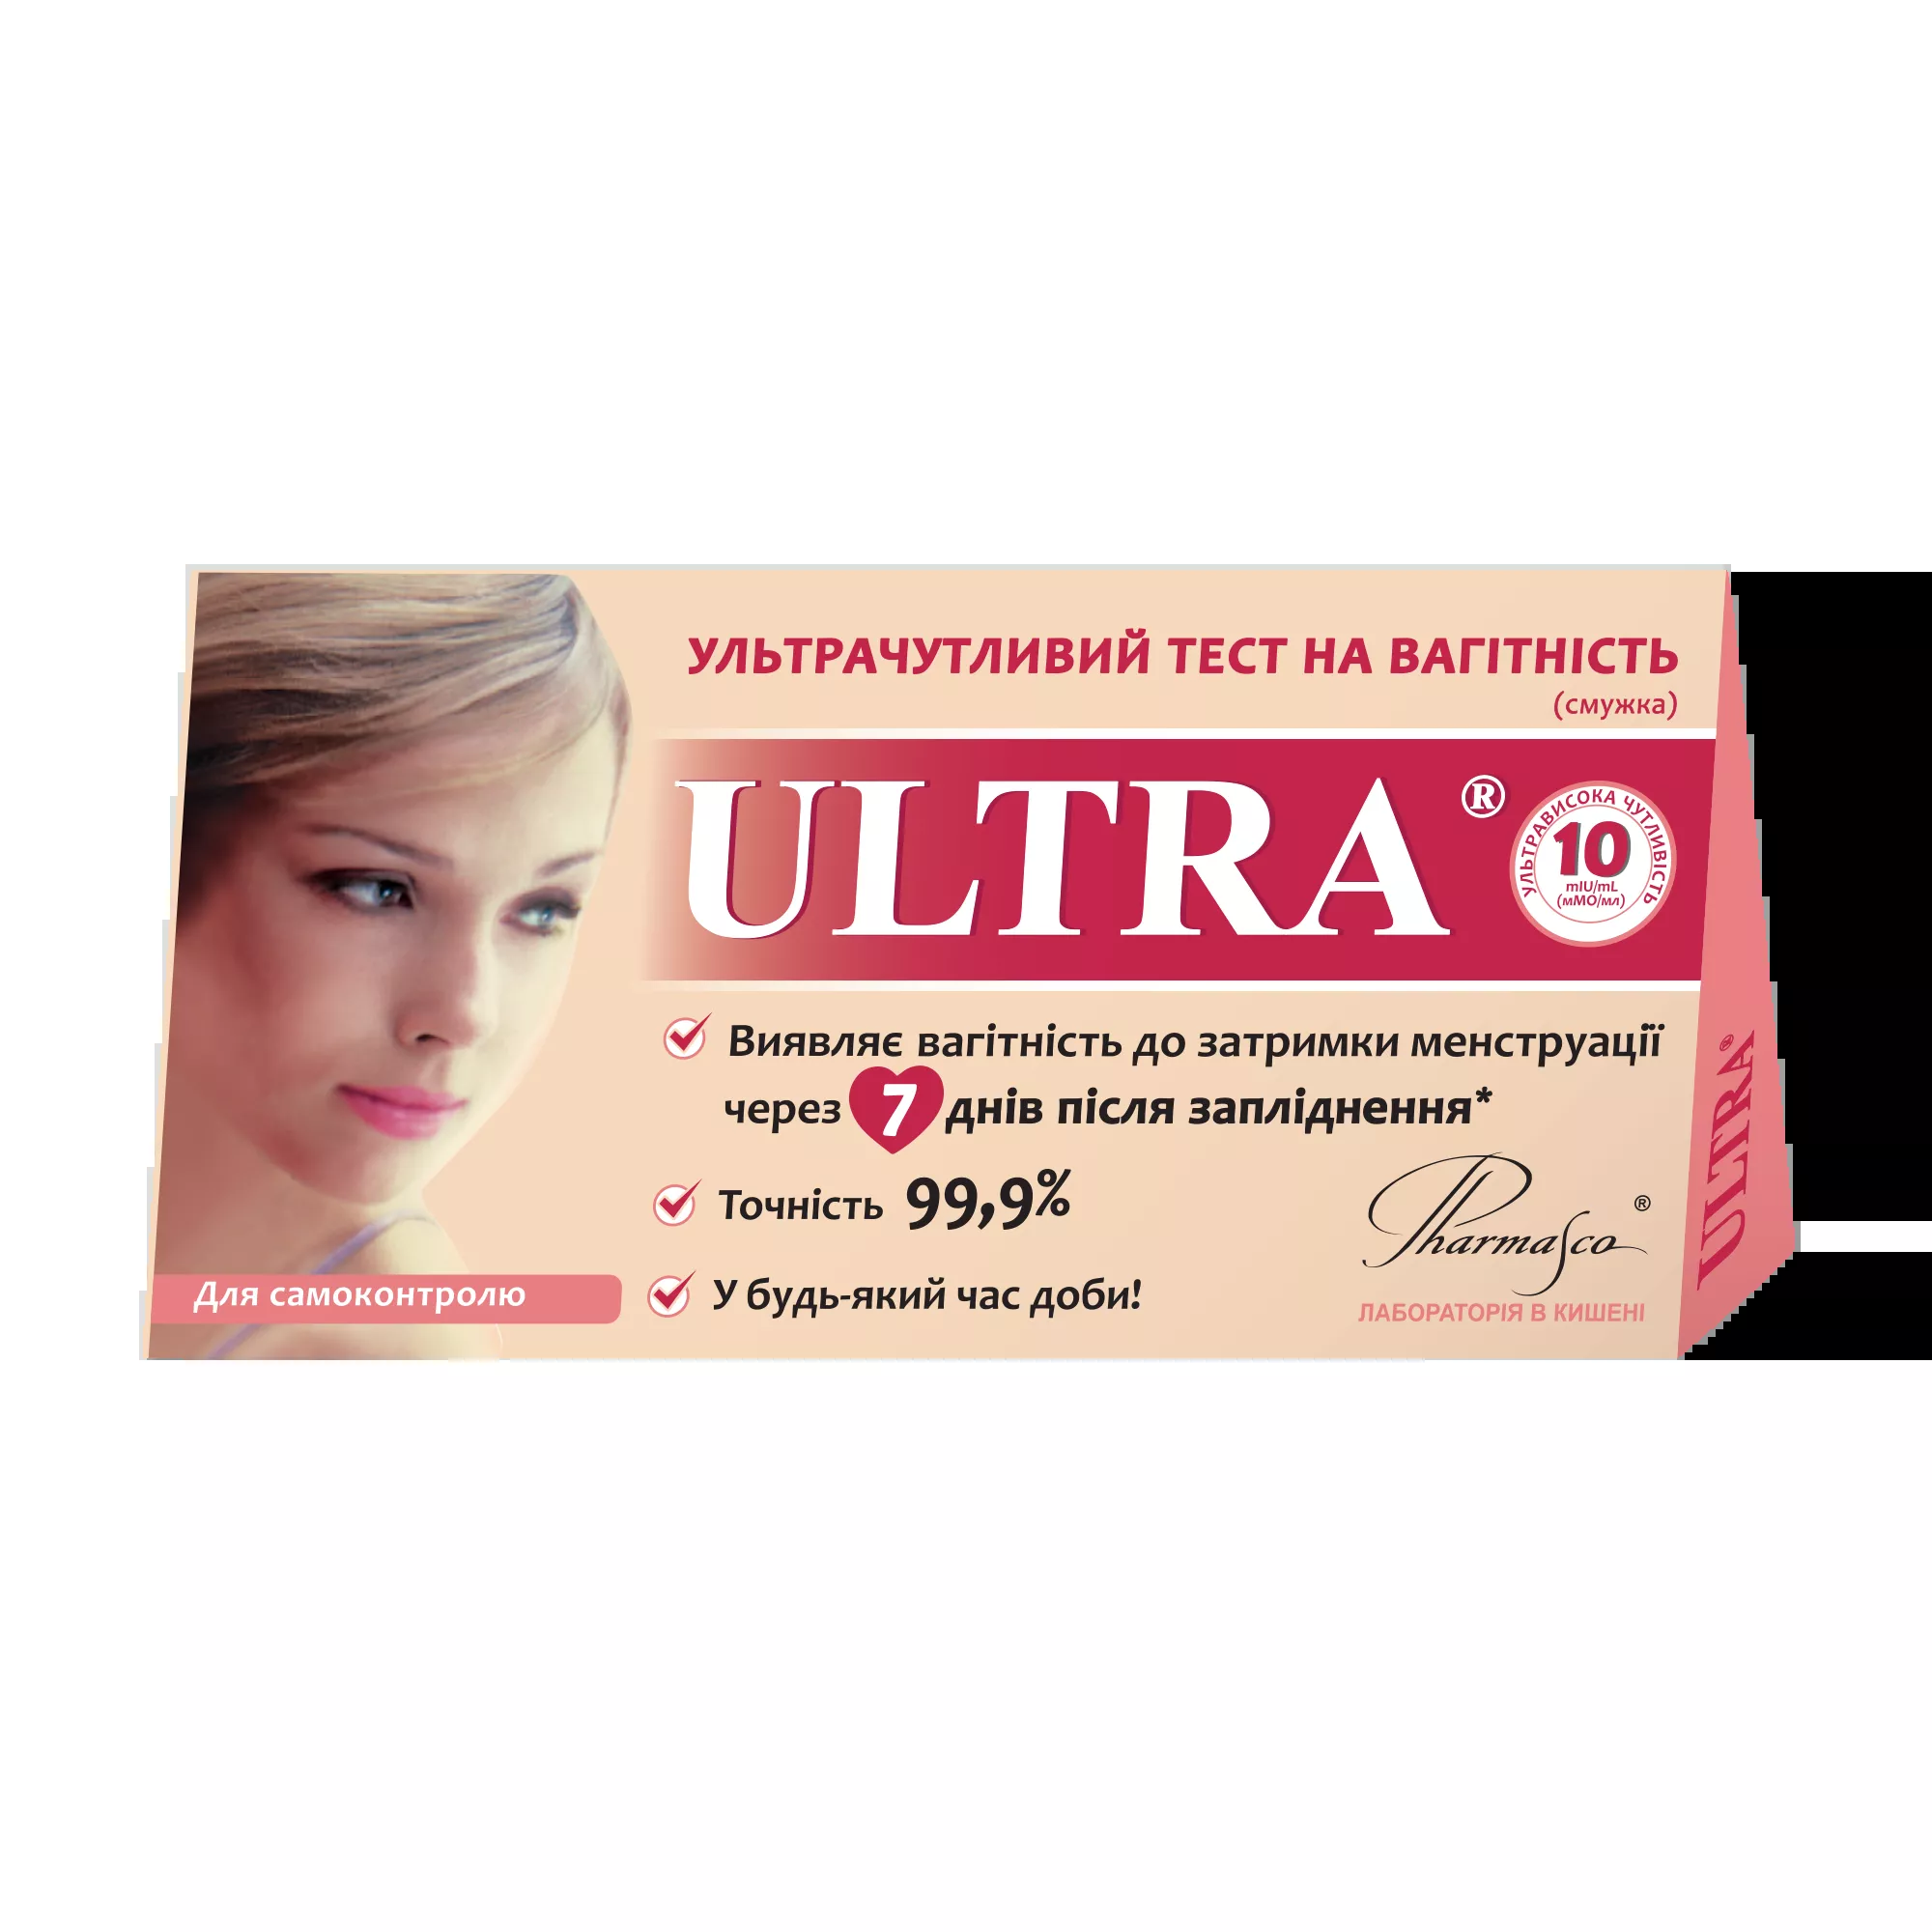 УЛЬТРАЧУТЛИВИЙ ТЕСТ НА ВАГІТНІСТЬ
(смужка)
ULTRA®
УЛЬТРАВИСОКА ЧУТЛИВІСТЬ
10
mIU/mL
(мМО/мл)
Виявляє вагітність до затримки менструації
через 7 днів після запліднення*
Точність 99,9%
У будь-який час доби!
Для самоконтролю
PharmaSco®
ЛАБОРАТОРІЯ В КИШЕНІ
ULTRA®